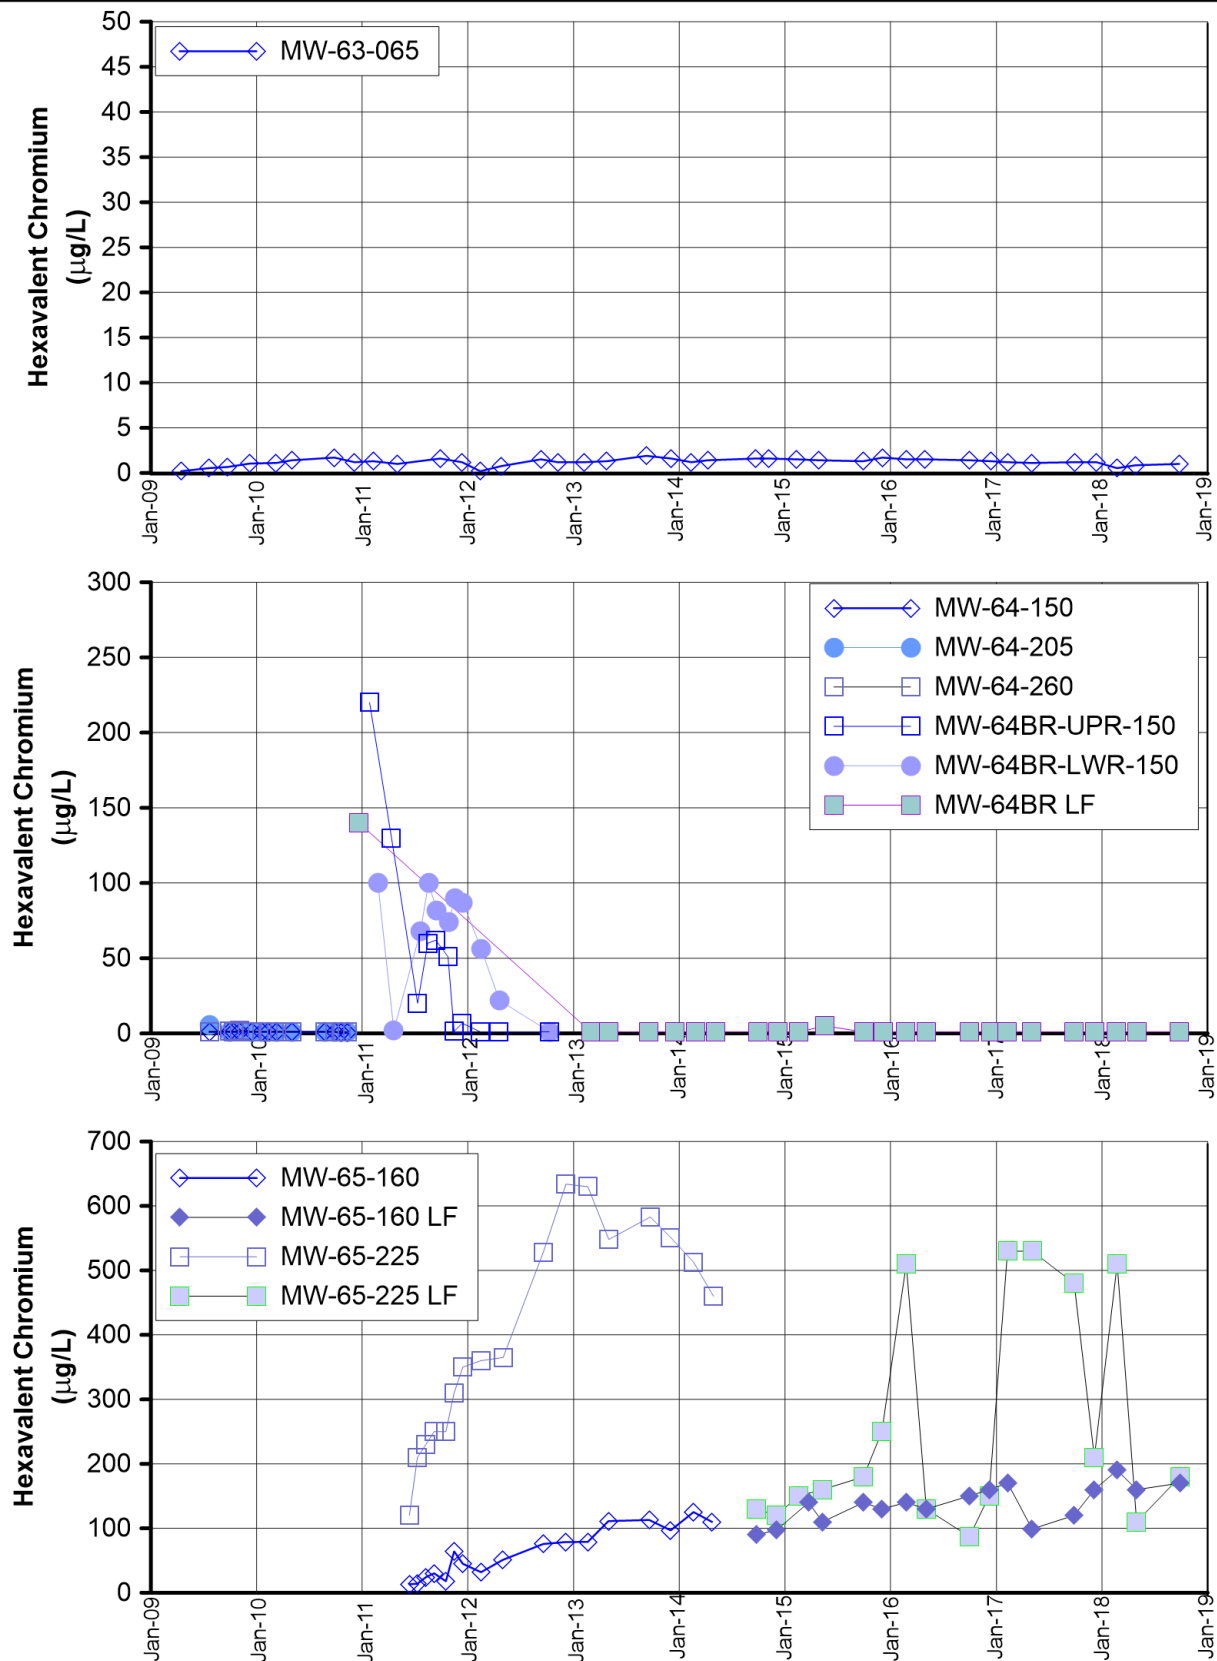 Hexavalent Chromium
(µg/L)
50
45
40
35
30
25
20
15
10
5
0
MW-63-065
Jan-09
Jan-10
Jan-11
Jan-12
Jan-13
Jan-14
Jan-15
Jan-16
Jan-17
Jan-18
Jan-19
Hexavalent Chromium
(µg/L)
300
250
200
150
100
50
0
MW-64-150
MW-64-205
MW-64-260
MW-64BR-UPR-150
MW-64BR-LWR-150
MW-64BR LF
Jan-09
Jan-10
Jan-11
Jan-12
Jan-13
Jan-14
Jan-15
Jan-16
Jan-17
Jan-18
Jan-19
Hexavalent Chromium
(µg/L)
700
600
500
400
300
200
100
0
MW-65-160
MW-65-160 LF
MW-65-225
MW-65-225 LF
Jan-09
Jan-10
Jan-11
Jan-12
Jan-13
Jan-14
Jan-15
Jan-16
Jan-17
Jan-18
Jan-19